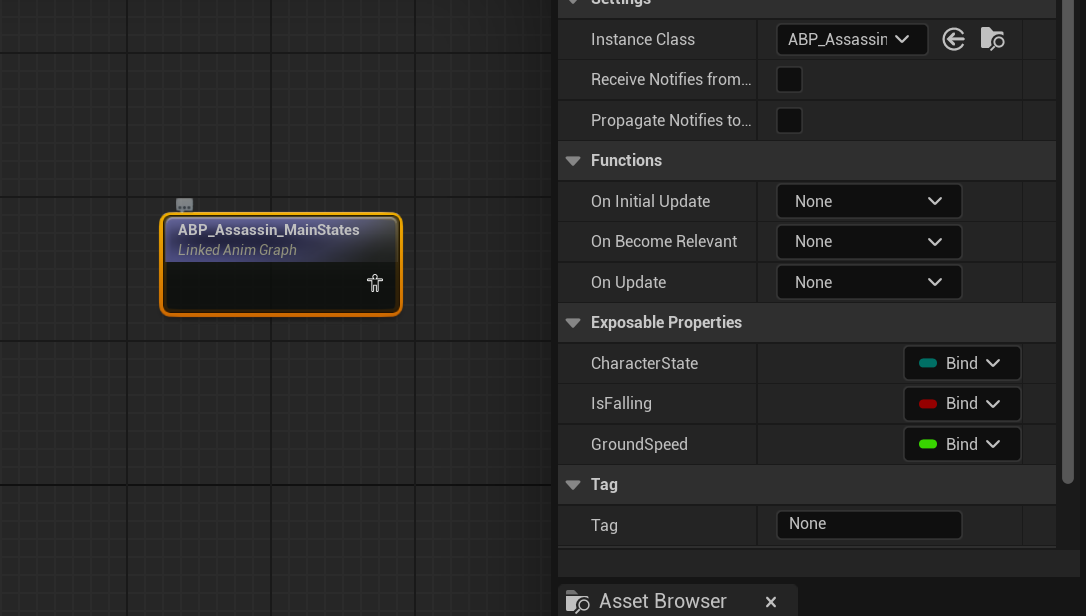 Settings
Instance Class
ABP_Assassin
Receive Notifies from...
Propagate Notifies to...
Functions
On Initial Update
None
On Become Relevant
None
On Update
None
Exposable Properties
CharacterState
Bind
IsFalling
Bind
GroundSpeed
Bind
Tag
Tag
None
Asset Browser
ABP_Assassin_MainStates
Linked Anim Graph